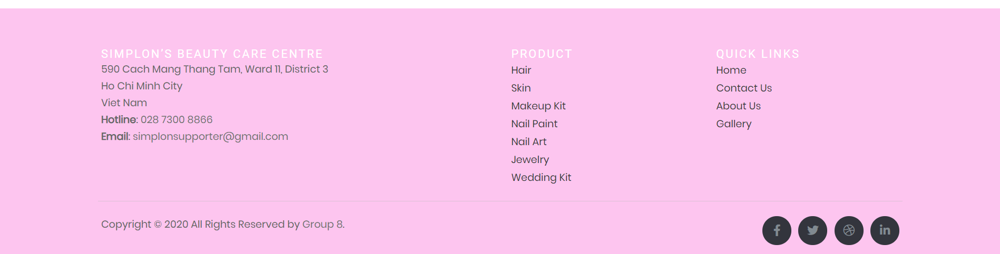 SIMPLON'S BEAUTY CARE CENTRE
590 Cach Mang Thang Tam, Ward 11, District 3
Ho Chi Minh City
Viet Nam
Hotline: 028 7300 8866
Email: simplonsupporter@gmail.com
PRODUCT
Hair
Skin
Makeup Kit
Nail Paint
Nail Art
Jewelry
Wedding Kit
QUICK LINKS
Home
Contact Us
About Us
Gallery
Copyright © 2020 All Rights Reserved by Group 8.